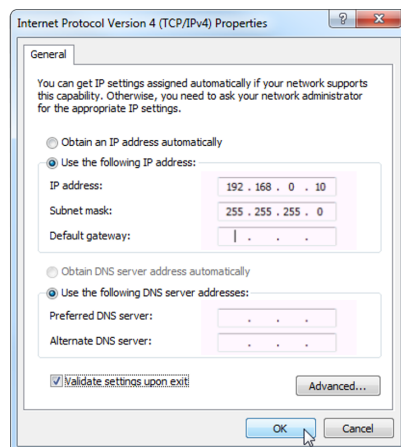 Internet Protocol Version 4 (TCP/IPv4) Properties
General
You can get IP settings assigned automatically if your network supports
this capability. Otherwise, you need to ask your network administrator
for the appropriate IP settings.
Obtain an IP address automatically
Use the following IP address:
IP address: 192 . 168 . 0 . 10
Subnet mask: 255 . 255 . 255 . 0
Default gateway: . . .
Obtain DNS server address automatically
Use the following DNS server addresses:
Preferred DNS server: . . .
Alternate DNS server: . . .
Validate settings upon exit
Advanced...
OK Cancel